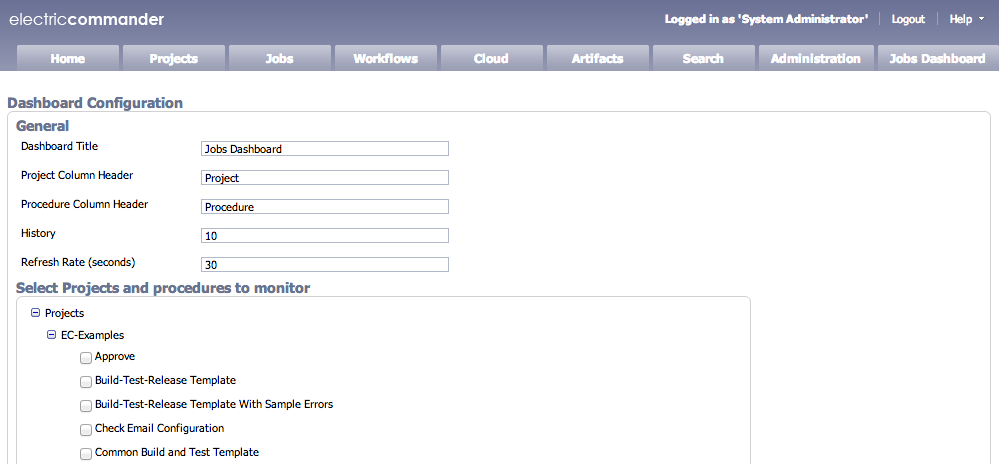 electriccommander
Logged in as 'System Administrator' Logout Help
Home Projects Jobs Workflows Cloud Artifacts Search Administration Jobs Dashboard
Dashboard Configuration
General
Dashboard Title Jobs Dashboard
Project Column Header Project
Procedure Column Header Procedure
History 10
Refresh Rate (seconds) 30
Select Projects and procedures to monitor
Projects
EC-Examples
Approve
Build-Test-Release Template
Build-Test-Release Template With Sample Errors
Check Email Configuration
Common Build and Test Template